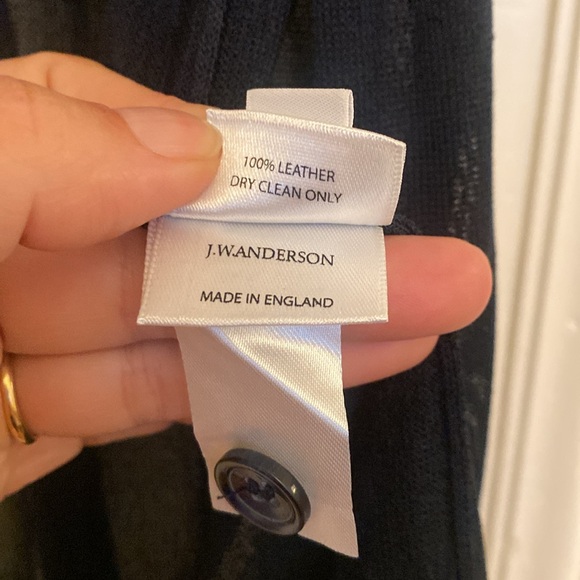 100% LEATHER
DRY CLEAN ONLY
J.W.ANDERSON
MADE IN ENGLAND